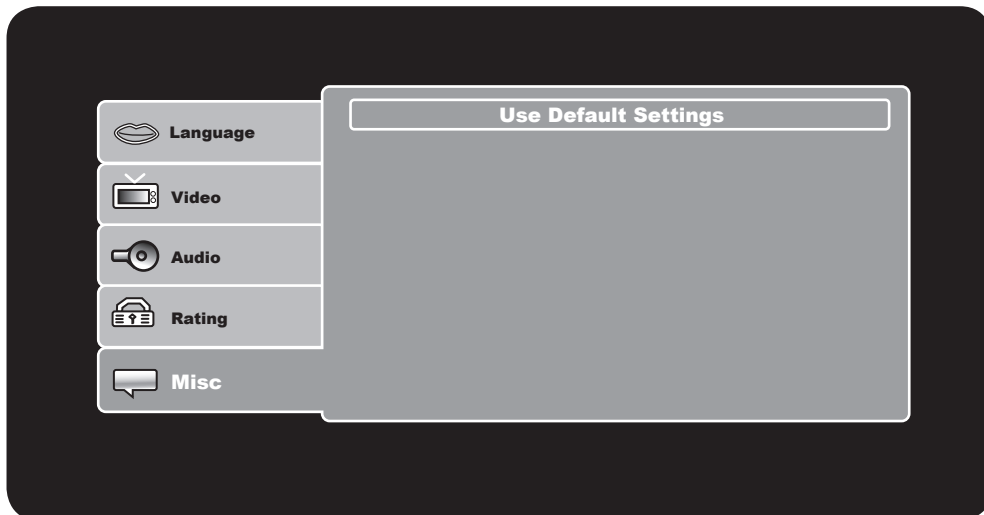 Language
Video
Audio
Rating
Misc
Use Default Settings